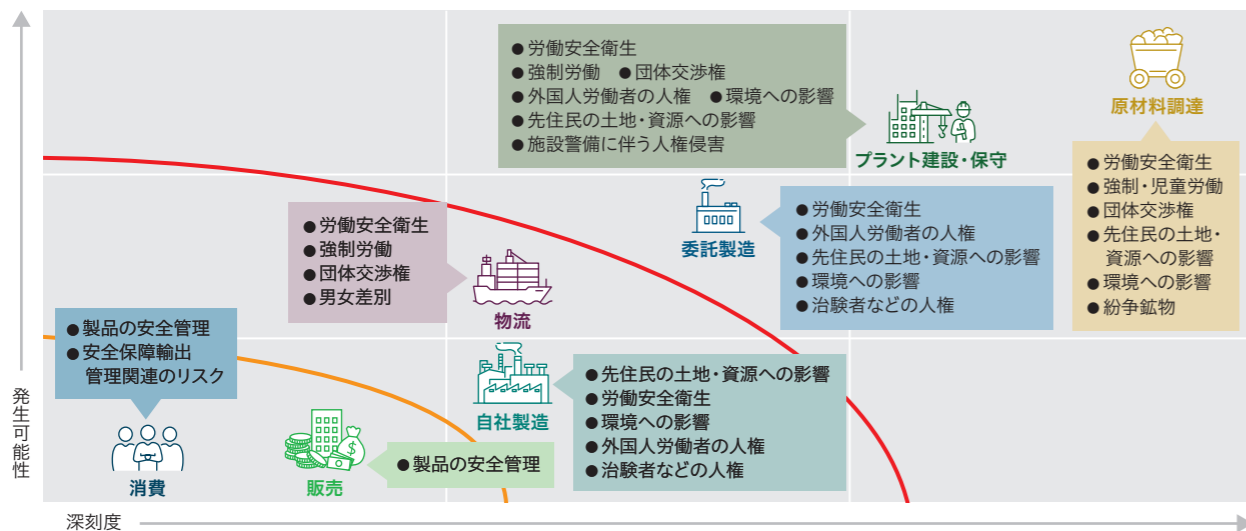 発生可能性
深刻度
● 労働安全衛生
● 強制労働 ● 団体交渉権
● 外国人労働者の人権 ● 環境への影響
● 先住民の土地・資源への影響
● 施設警備に伴う人権侵害
プラント建設・保守
原材料調達
● 労働安全衛生
● 強制・児童労働
● 団体交渉権
● 先住民の土地・
資源への影響
● 環境への影響
● 紛争鉱物
委託製造
● 労働安全衛生
● 外国人労働者の人権
● 先住民の土地・資源への影響
● 環境への影響
● 治験者などの人権
● 労働安全衛生
● 強制労働
● 団体交渉権
● 男女差別
物流
● 製品の安全管理
● 安全保障輸出
管理関連のリスク
消費
販売
$
● 製品の安全管理
自社製造
● 先住民の土地・資源への影響
● 労働安全衛生
● 環境への影響
● 外国人労働者の人権
● 治験者などの人権